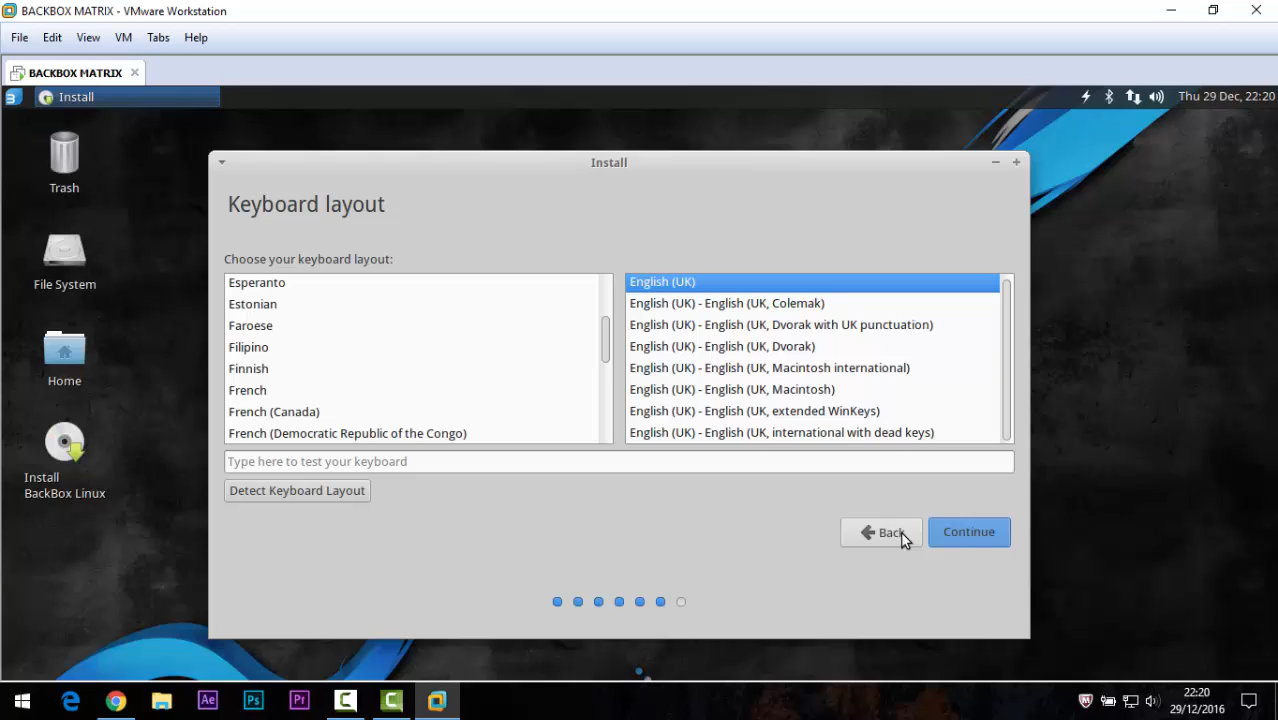 BACKBOX MATRIX - VMware Workstation
File Edit View VM Tabs Help
BACKBOX MATRIX
Install
Thu 29 Dec, 22:20
Trash
File System
Home
Install
BackBox Linux
Install
Keyboard layout
Choose your keyboard layout:
Esperanto
Estonian
Faroese
Filipino
Finnish
French
French (Canada)
French (Democratic Republic of the Congo)
English (UK)
English (UK) - English (UK, Colemak)
English (UK) - English (UK, Dvorak with UK punctuation)
English (UK) - English (UK, Dvorak)
English (UK) - English (UK, Macintosh international)
English (UK) - English (UK, Macintosh)
English (UK) - English (UK, extended WinKeys)
English (UK) - English (UK, international with dead keys)
Type here to test your keyboard
Detect Keyboard Layout
Back
Continue
Ae
Ps
Pr
22:20
29/12/2016